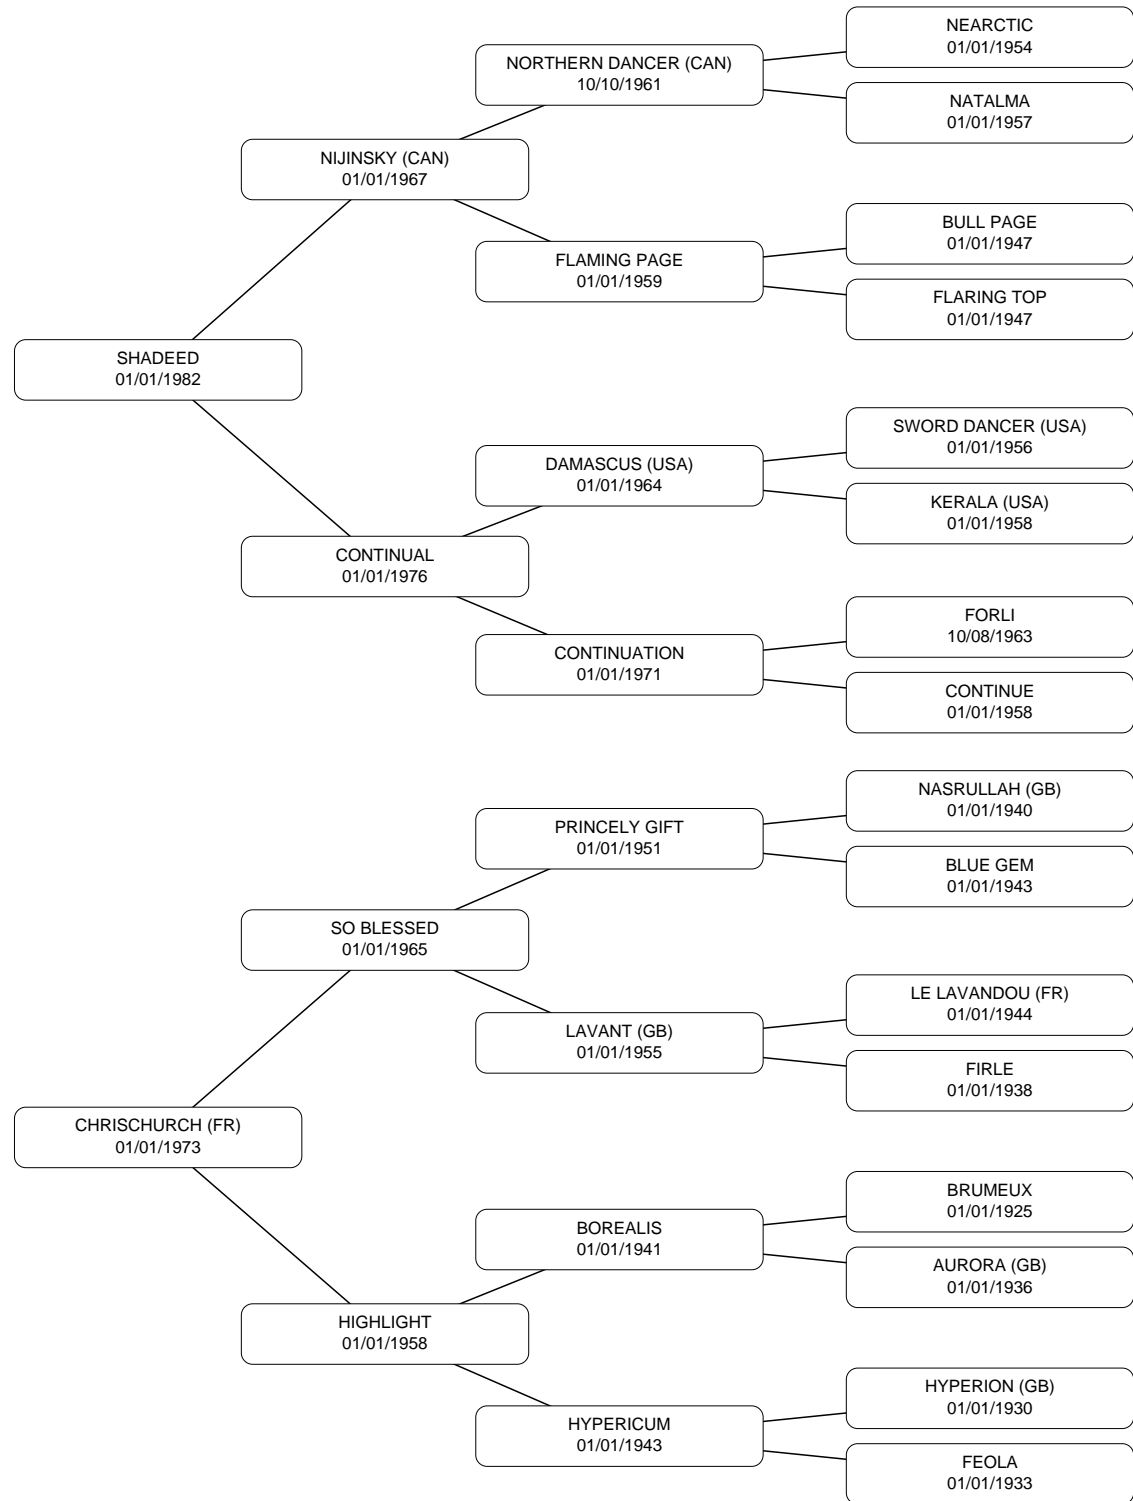 NEARCTIC
01/01/1954
NORTHERN DANCER (CAN)
10/10/1961
NATALMA
01/01/1957
NIJINSKY (CAN)
01/01/1967
BULL PAGE
01/01/1947
FLAMING PAGE
01/01/1959
FLARING TOP
01/01/1947
SHADEED
01/01/1982
SWORD DANCER (USA)
01/01/1956
DAMASCUS (USA)
01/01/1964
KERALA (USA)
01/01/1958
CONTINUAL
01/01/1976
FORLI
10/08/1963
CONTINUATION
01/01/1971
CONTINUE
01/01/1958
NASRULLAH (GB)
01/01/1940
PRINCELY GIFT
01/01/1951
BLUE GEM
01/01/1943
SO BLESSED
01/01/1965
LE LAVANDOU (FR)
01/01/1944
LAVANT (GB)
01/01/1955
FIRLE
01/01/1938
CHRISCHURCH (FR)
01/01/1973
BRUMEUX
01/01/1925
BOREALIS
01/01/1941
AURORA (GB)
01/01/1936
HIGHLIGHT
01/01/1958
HYPERION (GB)
01/01/1930
HYPERICUM
01/01/1943
FEOLA
01/01/1933